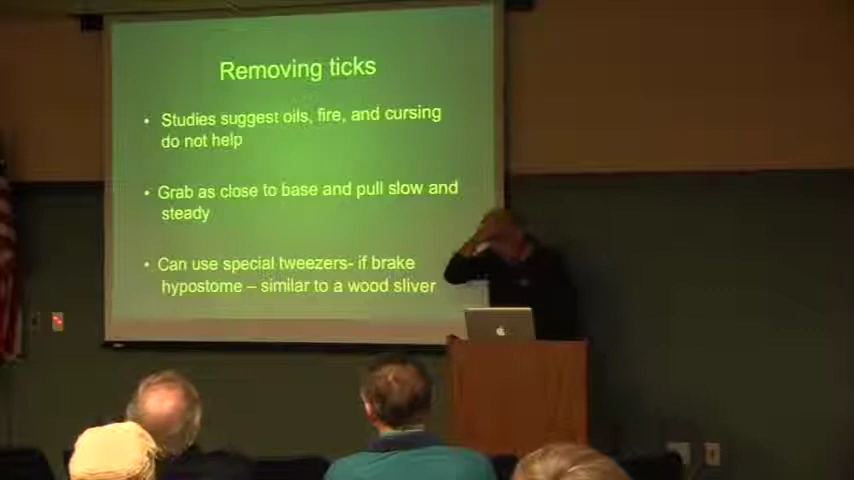 Removing ticks
• Studies suggest oils, fire, and cursing
do not help
• Grab as close to base and pull slow and
steady
• Can use special tweezers- if brake
hypostome – similar to a wood sliver